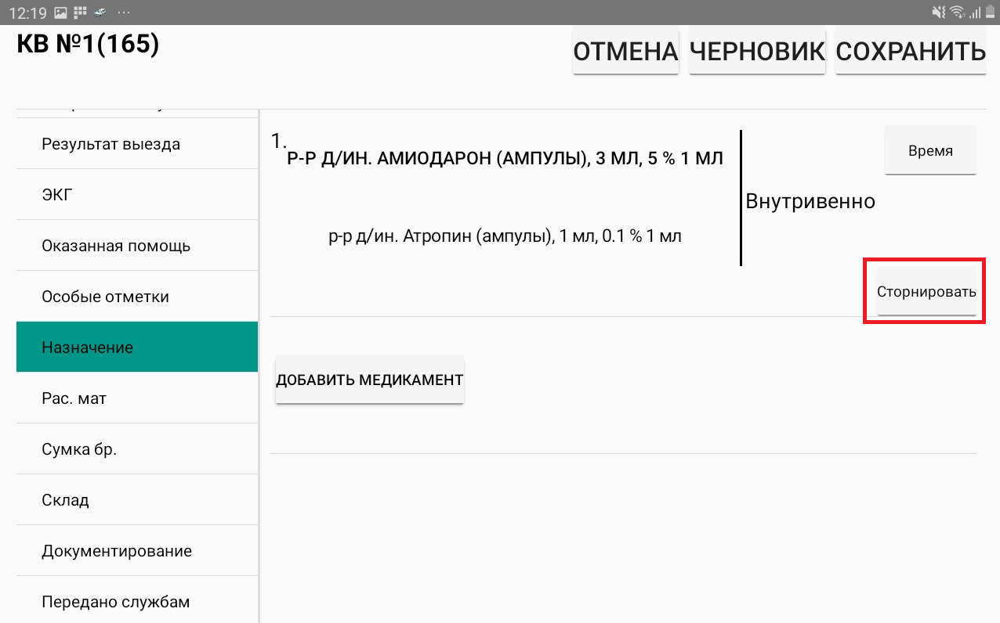 12:19
КВ №1(165)
ОТМЕНА ЧЕРНОВИК СОХРАНИТЬ
Результат выезда
ЭКГ
Оказанная помощь
Особые отметки
Назначение
Рас. мат
Сумка бр.
Склад
Документирование
Передано службам
1.
Р-Р Д/ИН. АМИОДАРОН (АМПУЛЫ), 3 МЛ, 5 % 1 МЛ
р-р д/ин. Атропин (ампулы), 1 мл, 0.1 % 1 мл
Внутривенно
Время
Сторнировать
ДОБАВИТЬ МЕДИКАМЕНТ